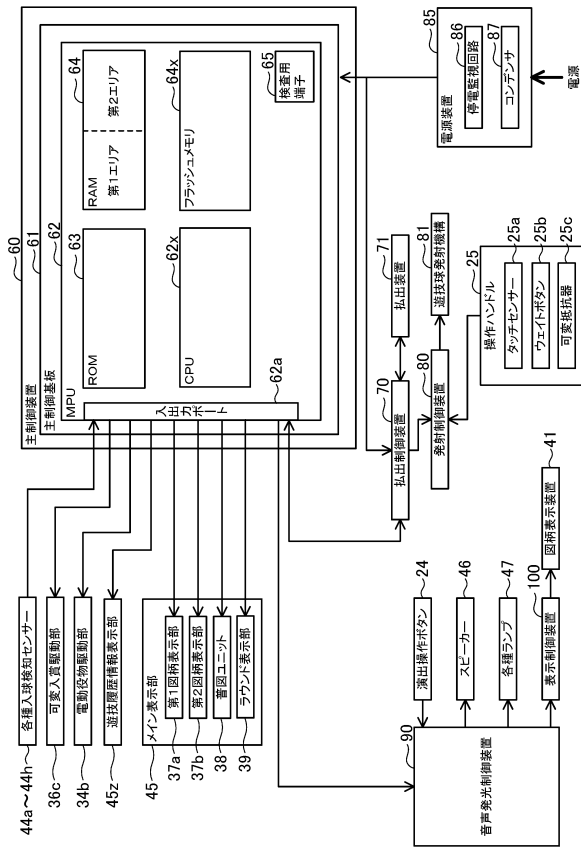 60
主制御装置
61
主制御基板
62
MPU
63
ROM
64
RAM
第1エリア
第2エリア
62x
CPU
64x
フラッシュメモリ
65
検査用
端子
62a
入出力ポート
44a～44h
各種入球検知センサー
36c
可変入賞駆動部
34b
電動役物駆動部
45z
遊技履歴情報表示部
45
メイン表示部
37a
第1図柄表示部
37b
第2図柄表示部
38
普図ユニット
39
ラウンド表示部
70
払出制御装置
71
払出装置
80
発射制御装置
81
遊技球発射機構
85
電源装置
86
停電監視回路
87
コンデンサ
電源
25
操作ハンドル
25a
タッチセンサー
25b
ウェイトボタン
25c
可変抵抗器
90
音声発光制御装置
24
演出操作ボタン
46
スピーカー
47
各種ランプ
100
表示制御装置
41
図柄表示装置